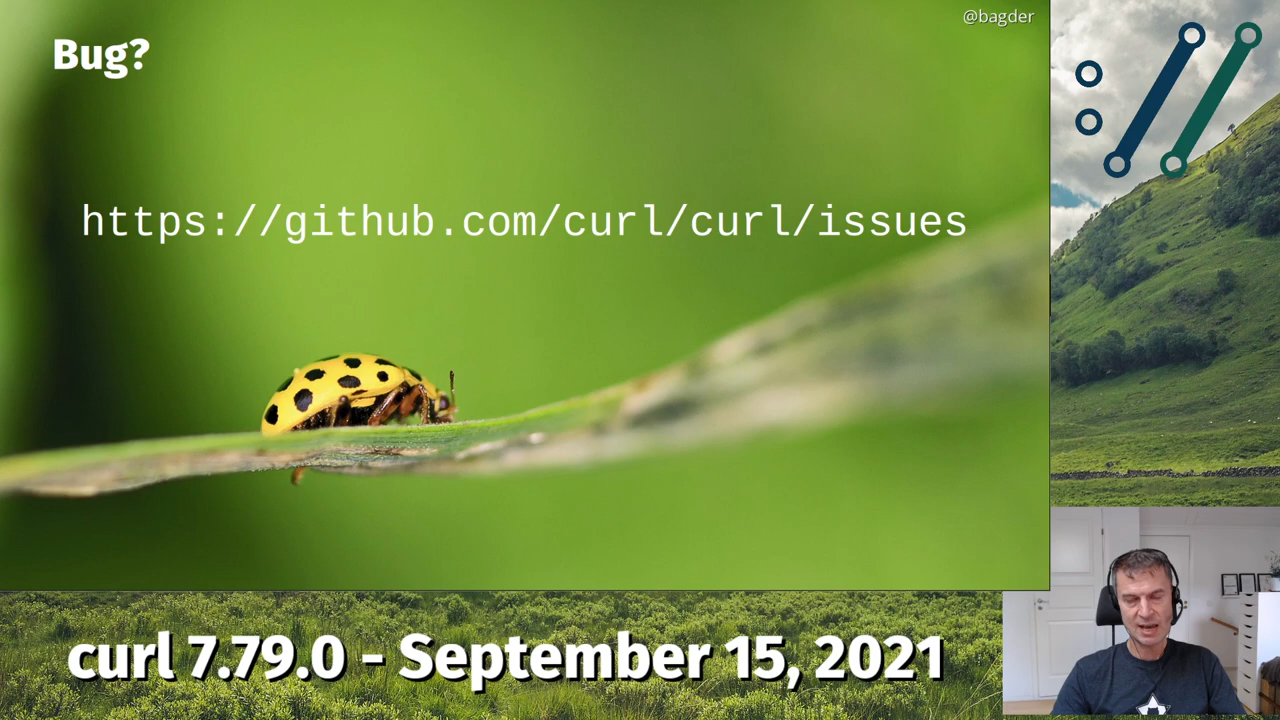 @bagder
Bug?
https://github.com/curl/curl/issues
curl 7.79.0 - September 15, 2021